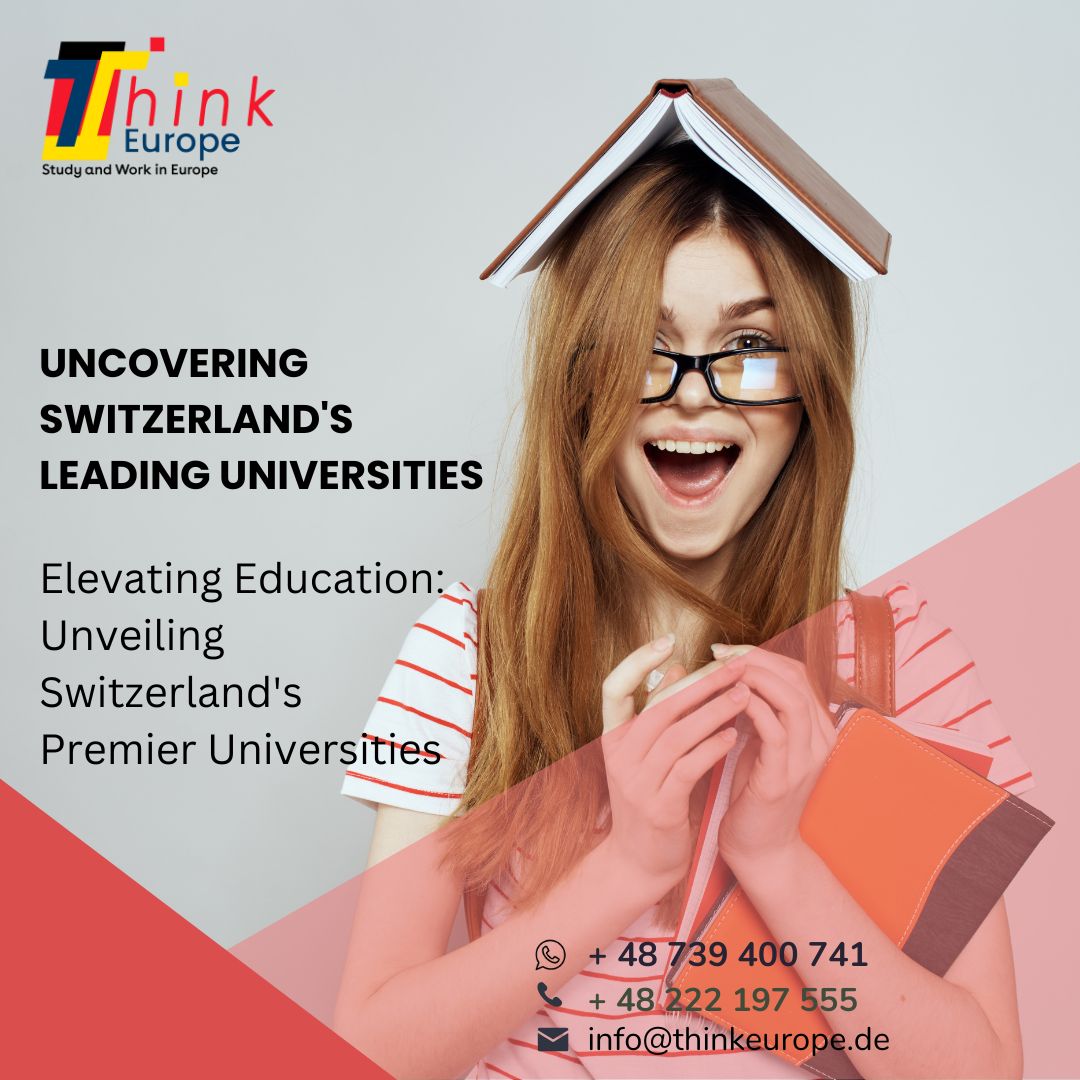 Think
Europe
Study and Work in Europe
UNCOVERING
SWITZERLAND'S
LEADING UNIVERSITIES
Elevating Education:
Unveiling
Switzerland's
Premier Universities
+ 48 739 400 741
+ 48 222 197 555
info@thinkeurope.de